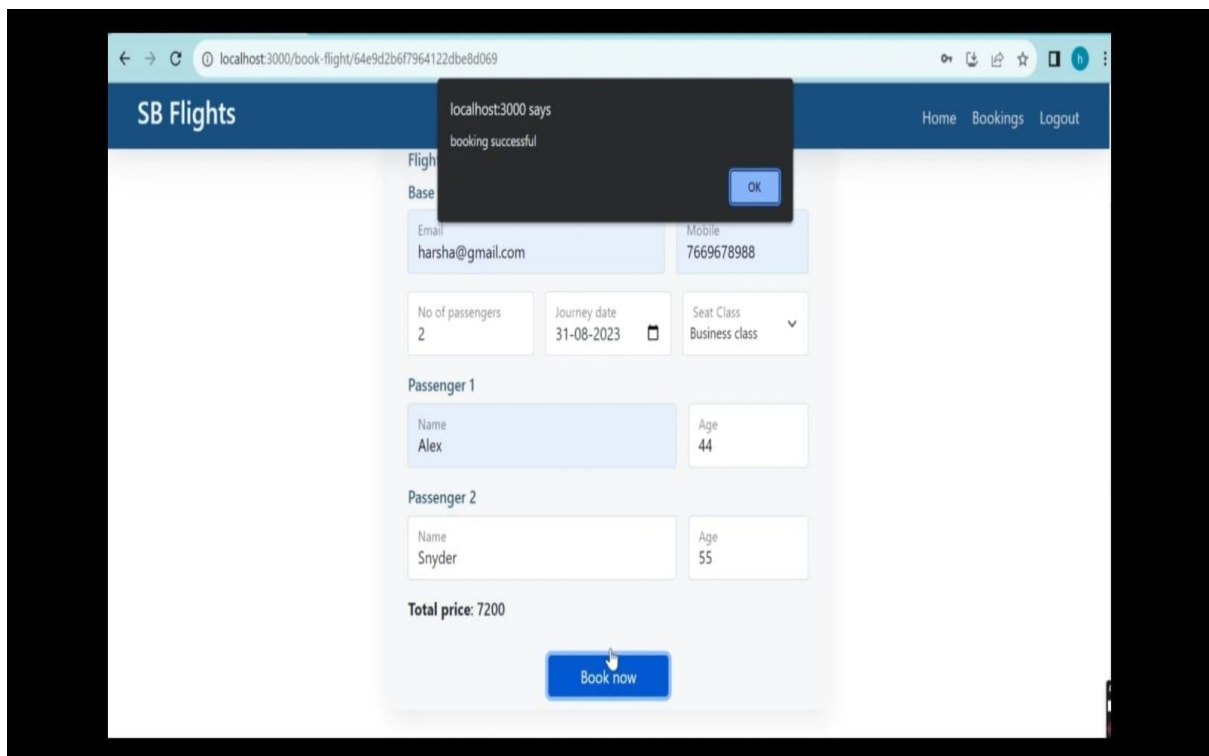 localhost:3000/book-flight/64e9d2b6f7964122dbe8d069
h
SB Flights
Home Bookings Logout
localhost:3000 says
booking successful
OK
Base
Email
harsha@gmail.com
Mobile
7669678988
No of passengers
2
Journey date
31-08-2023
Seat Class
Business class
Passenger 1
Name
Alex
Age
44
Passenger 2
Name
Snyder
Age
55
Total price: 7200
Book now